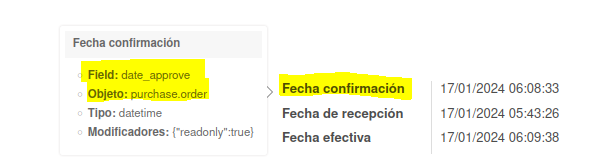 Fecha confirmación
Field: date_approve
Objeto: purchase.order
Tipo: datetime
Modificadores: {"readonly":true}
Fecha confirmación 17/01/2024 06:08:33
Fecha de recepción 17/01/2024 05:43:26
Fecha efectiva 17/01/2024 06:09:38